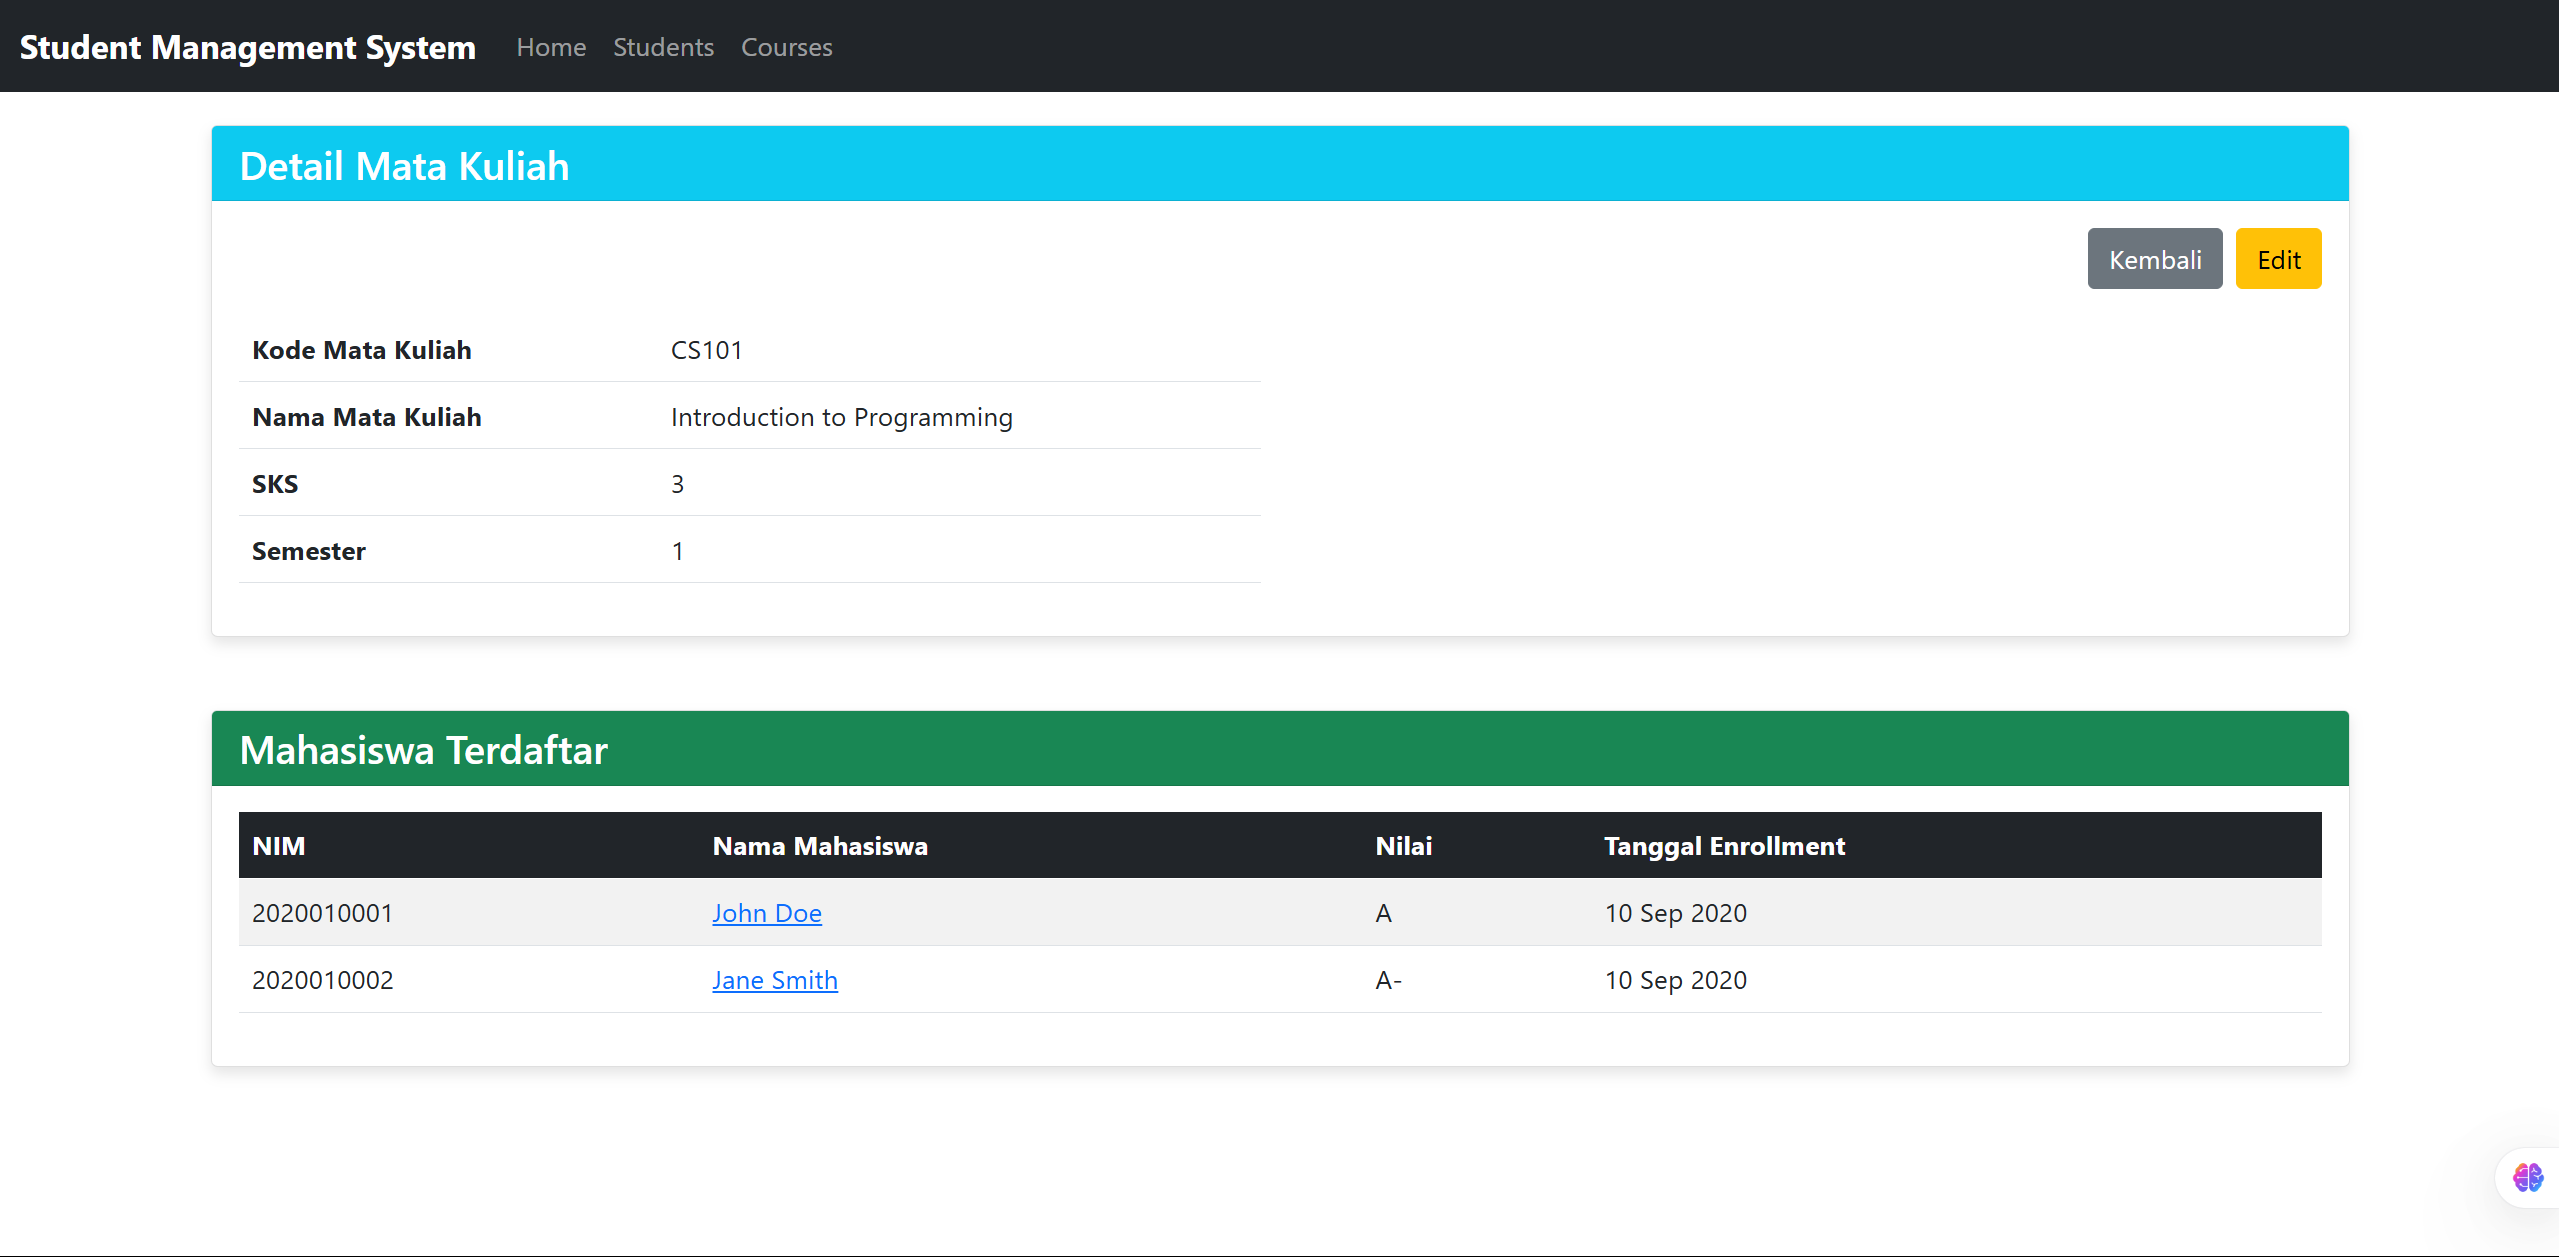 Student Management System Home Students Courses
Detail Mata Kuliah
Kembali Edit
Kode Mata Kuliah CS101
Nama Mata Kuliah Introduction to Programming
SKS 3
Semester 1
Mahasiswa Terdaftar
NIM Nama Mahasiswa Nilai Tanggal Enrollment
2020010001 John Doe A 10 Sep 2020
2020010002 Jane Smith A- 10 Sep 2020